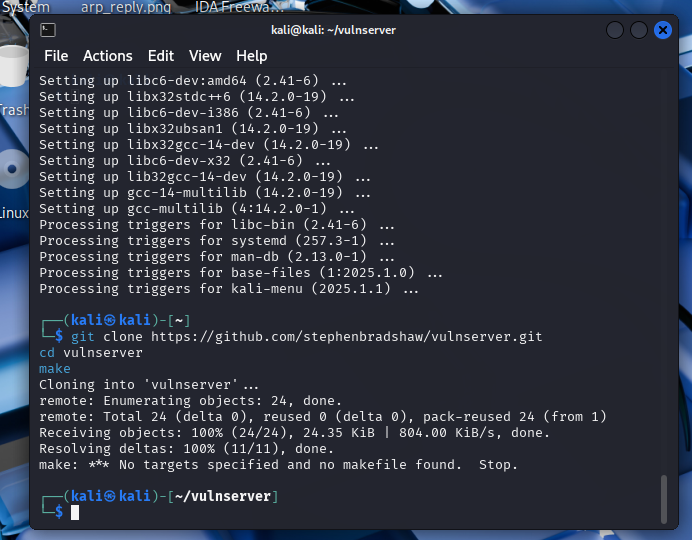 System arp_reply.png IDA Freewa...
kali@kali: ~/vulnserver
File Actions Edit View Help
Setting up libc6-dev:amd64 (2.41-6) ...
Setting up libx32stdc++6 (14.2.0-19) ...
Setting up libc6-dev-i386 (2.41-6) ...
Setting up libx32ubsan1 (14.2.0-19) ...
Setting up libx32gcc-14-dev (14.2.0-19) ...
Setting up libc6-dev-x32 (2.41-6) ...
Setting up lib32gcc-14-dev (14.2.0-19) ...
Setting up gcc-14-multilib (14.2.0-19) ...
Setting up gcc-multilib (4:14.2.0-1) ...
Processing triggers for libc-bin (2.41-6) ...
Processing triggers for systemd (257.3-1) ...
Processing triggers for man-db (2.13.0-1) ...
Processing triggers for base-files (1:2025.1.0) ...
Processing triggers for kali-menu (2025.1.1) ...
┌──(kali㉿kali)-[~]
└─$ git clone https://github.com/stephenbradshaw/vulnserver.git
cd vulnserver
make
Cloning into 'vulnserver'...
remote: Enumerating objects: 24, done.
remote: Total 24 (delta 0), reused 0 (delta 0), pack-reused 24 (from 1)
Receiving objects: 100% (24/24), 24.35 KiB | 804.00 KiB/s, done.
Resolving deltas: 100% (11/11), done.
make: *** No targets specified and no makefile found.  Stop.
┌──(kali㉿kali)-[~/vulnserver]
└─$
Trash
Linux